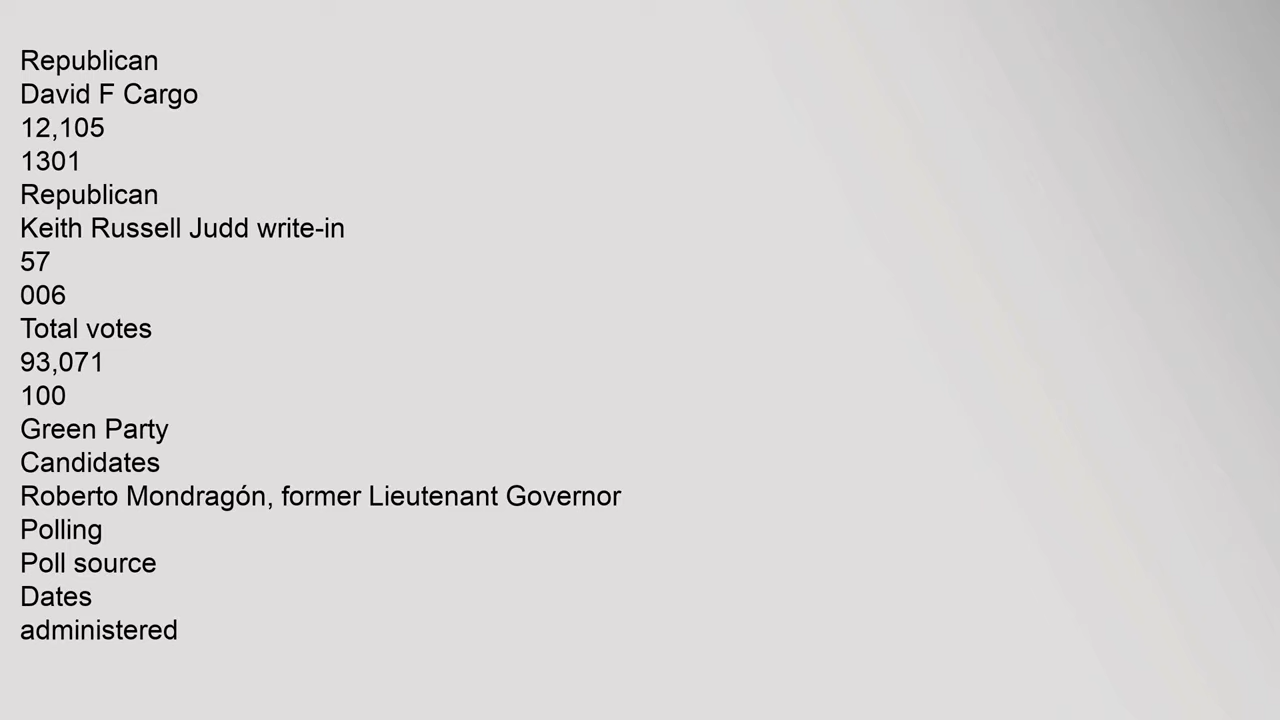 Republican
David F Cargo
12,105
1301
Republican
Keith Russell Judd write-in
57
006
Total votes
93,071
100
Green Party
Candidates
Roberto Mondragón, former Lieutenant Governor
Polling
Poll source
Dates
administered